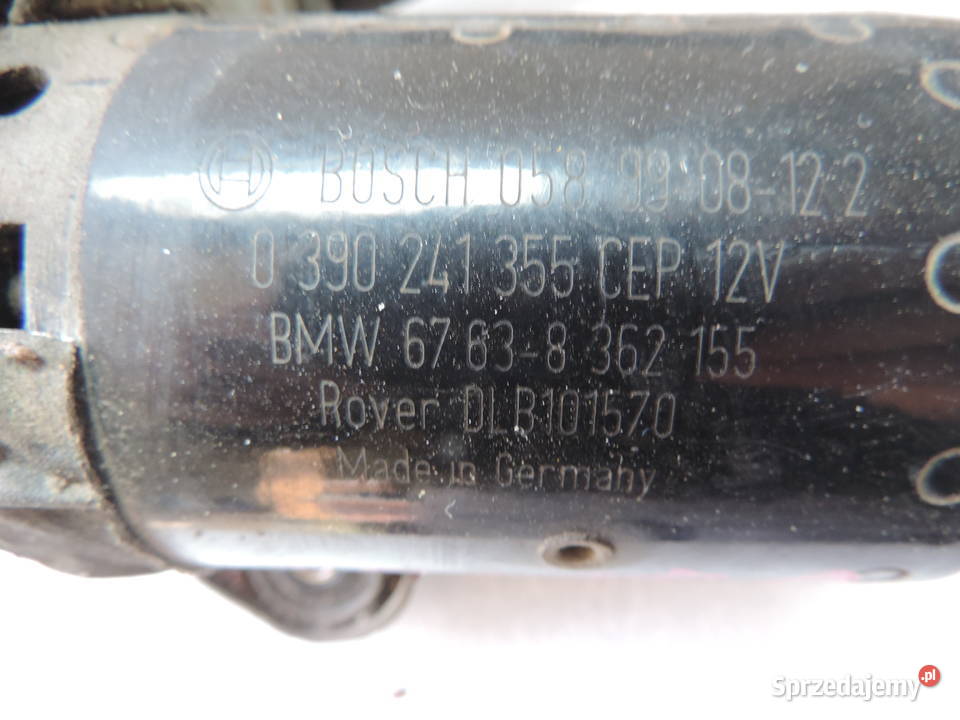 BOSCH 058 99-08-12 2
0 390 241 355 CEP 12V
BMW 67.63-8 362 155
Rover DLB101570
Made in Germany
Sprzedajemy.pl